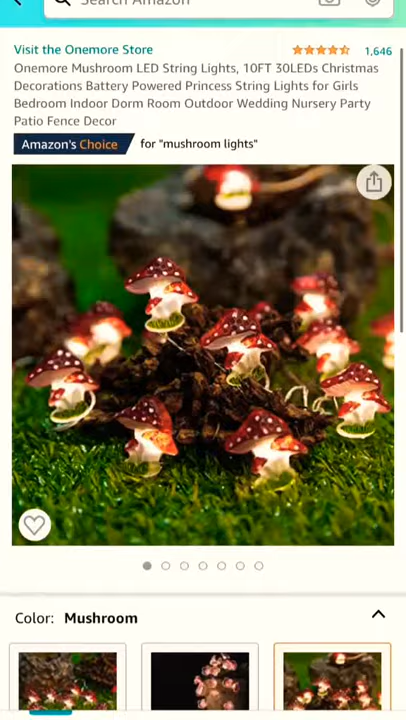 Search Amazon
Visit the Onemore Store
1,646
Onemore Mushroom LED String Lights, 10FT 30LEDs Christmas
Decorations Battery Powered Princess String Lights for Girls
Bedroom Indoor Dorm Room Outdoor Wedding Nursery Party
Patio Fence Decor
Amazon's Choice for "mushroom lights"
Color: Mushroom